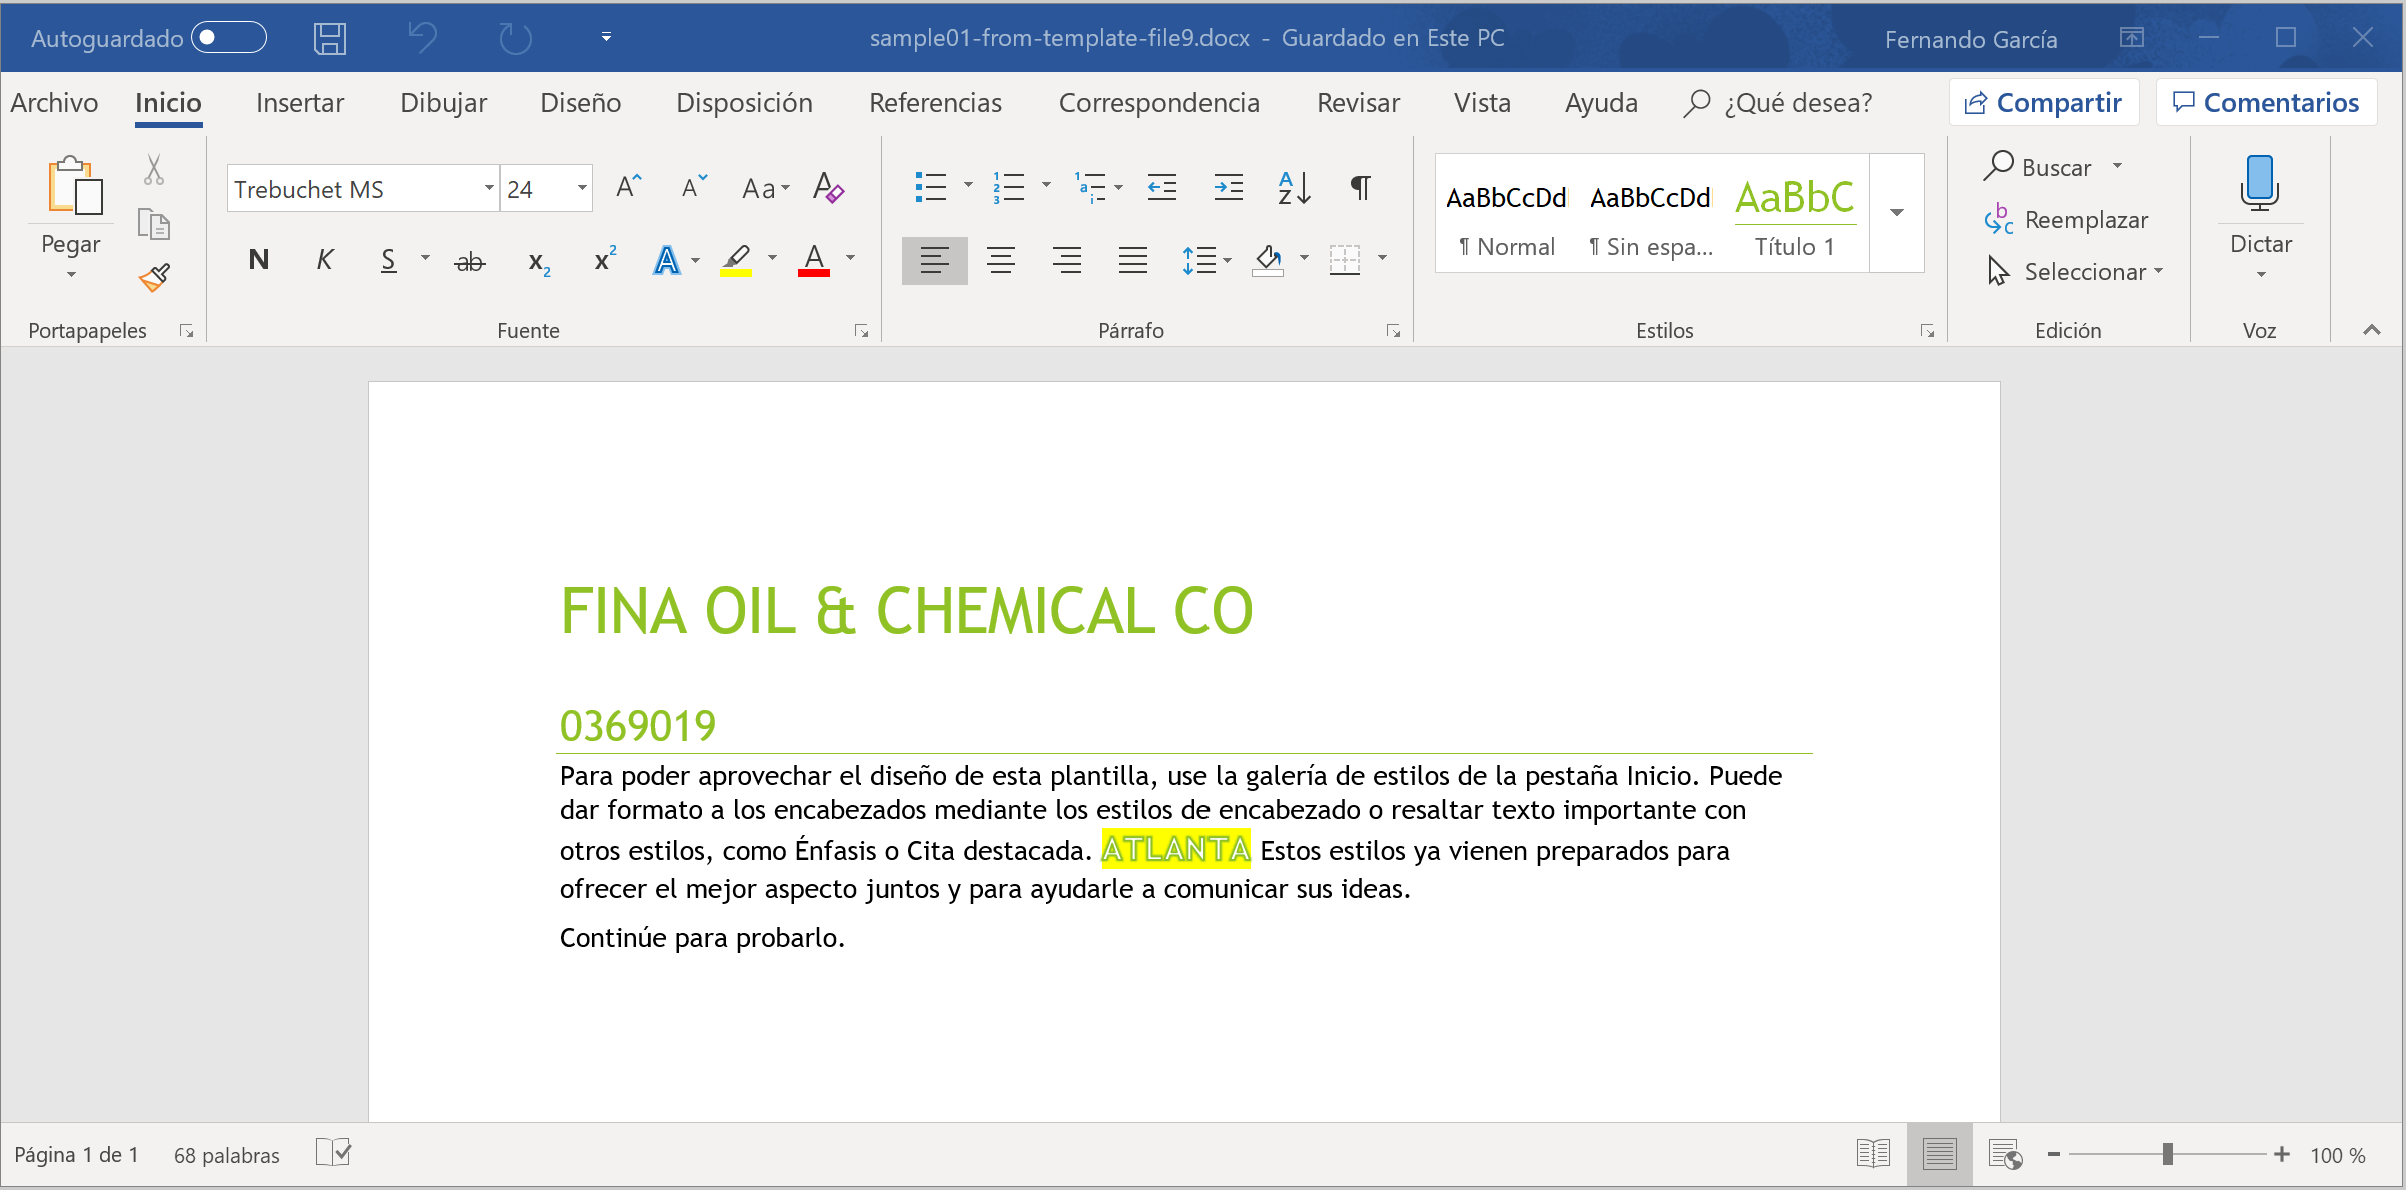 Autoguardado
sample01-from-template-file9.docx - Guardado en Este PC
Fernando García
Archivo Inicio Insertar Dibujar Diseño Disposición Referencias Correspondencia Revisar Vista Ayuda ¿Qué desea? Compartir Comentarios
Pegar
Portapapeles
Trebuchet MS 24
N K S ab x2 x2 A A
Fuente
Párrafo
AaBbCcDd AaBbCcDd AaBbC
¶ Normal ¶ Sin espa... Título 1
Estilos
Buscar
Reemplazar
Seleccionar
Edición
Dictar
Voz
FINA OIL & CHEMICAL CO
0369019
Para poder aprovechar el diseño de esta plantilla, use la galería de estilos de la pestaña Inicio. Puede
dar formato a los encabezados mediante los estilos de encabezado o resaltar texto importante con
otros estilos, como Énfasis o Cita destacada. ATLANTA Estos estilos ya vienen preparados para
ofrecer el mejor aspecto juntos y para ayudarle a comunicar sus ideas.
Continúe para probarlo.
Página 1 de 1 68 palabras 100 %